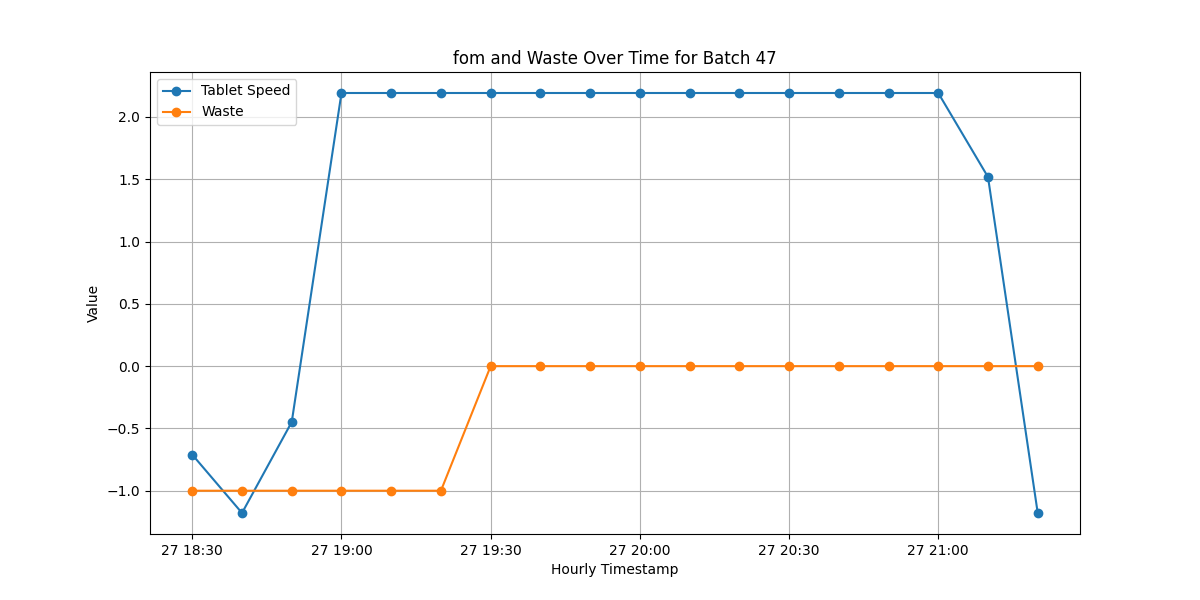 fom and Waste Over Time for Batch 47
Tablet Speed
Waste
Value
2.0
1.5
1.0
0.5
0.0
−0.5
−1.0
27 18:30
27 19:00
27 19:30
27 20:00
27 20:30
27 21:00
Hourly Timestamp